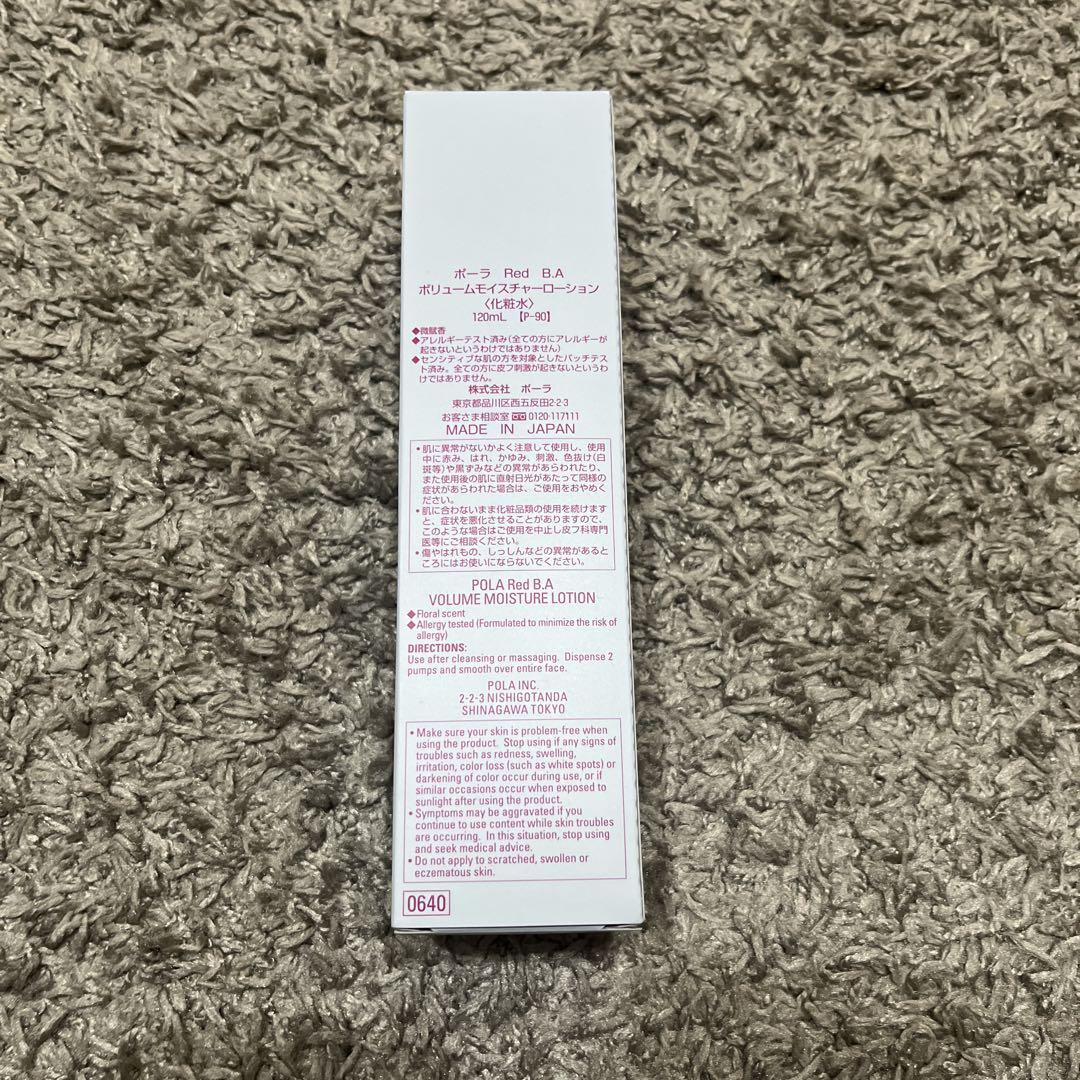 ポーラ Red B.A
ボリュームモイスチャーローション
〈化粧水〉
120mL 【P-90】
◆微賦香
◆アレルギーテスト済み(全ての方にアレルギーが
起きないというわけではありません)
◆センシティブな肌の方を対象としたパッチテス
ト済み。全ての方に皮フ刺激が起きないというわ
けではありません。
株式会社 ポーラ
東京都品川区西五反田2-2-3
お客さま相談室 0120-117111
MADE IN JAPAN
•肌に異常がないかよく注意して使用し、使用
中に赤み、はれ、かゆみ、刺激、色抜け(白
斑等)や黒ずみなどの異常があらわれたり、
また使用後の肌に直射日光があたって同様の
症状があらわれた場合は、ご使用をおやめく
ださい。
•肌に合わないまま化粧品類の使用を続けます
と、症状を悪化させることがありますので、
このような場合はご使用を中止し皮フ科専門
医等にご相談ください。
•傷やはれもの、しっしんなどの異常があると
ころにはお使いにならないでください。
POLA Red B.A
VOLUME MOISTURE LOTION
◆Floral scent
◆Allergy tested (Formulated to minimize the risk of
allergy)
DIRECTIONS:
Use after cleansing or massaging. Dispense 2
pumps and smooth over entire face.
POLA INC.
2-2-3 NISHIGOTANDA
SHINAGAWA TOKYO
•Make sure your skin is problem-free when
using the product. Stop using if any signs of
troubles such as redness, swelling,
irritation, color loss (such as white spots) or
darkening of color occur during use, or if
similar occasions occur when exposed to
sunlight after using the product.
•Symptoms may be aggravated if you
continue to use content while skin troubles
are occurring. In this situation, stop using
and seek medical advice.
•Do not apply to scratched, swollen or
eczematous skin.
0640